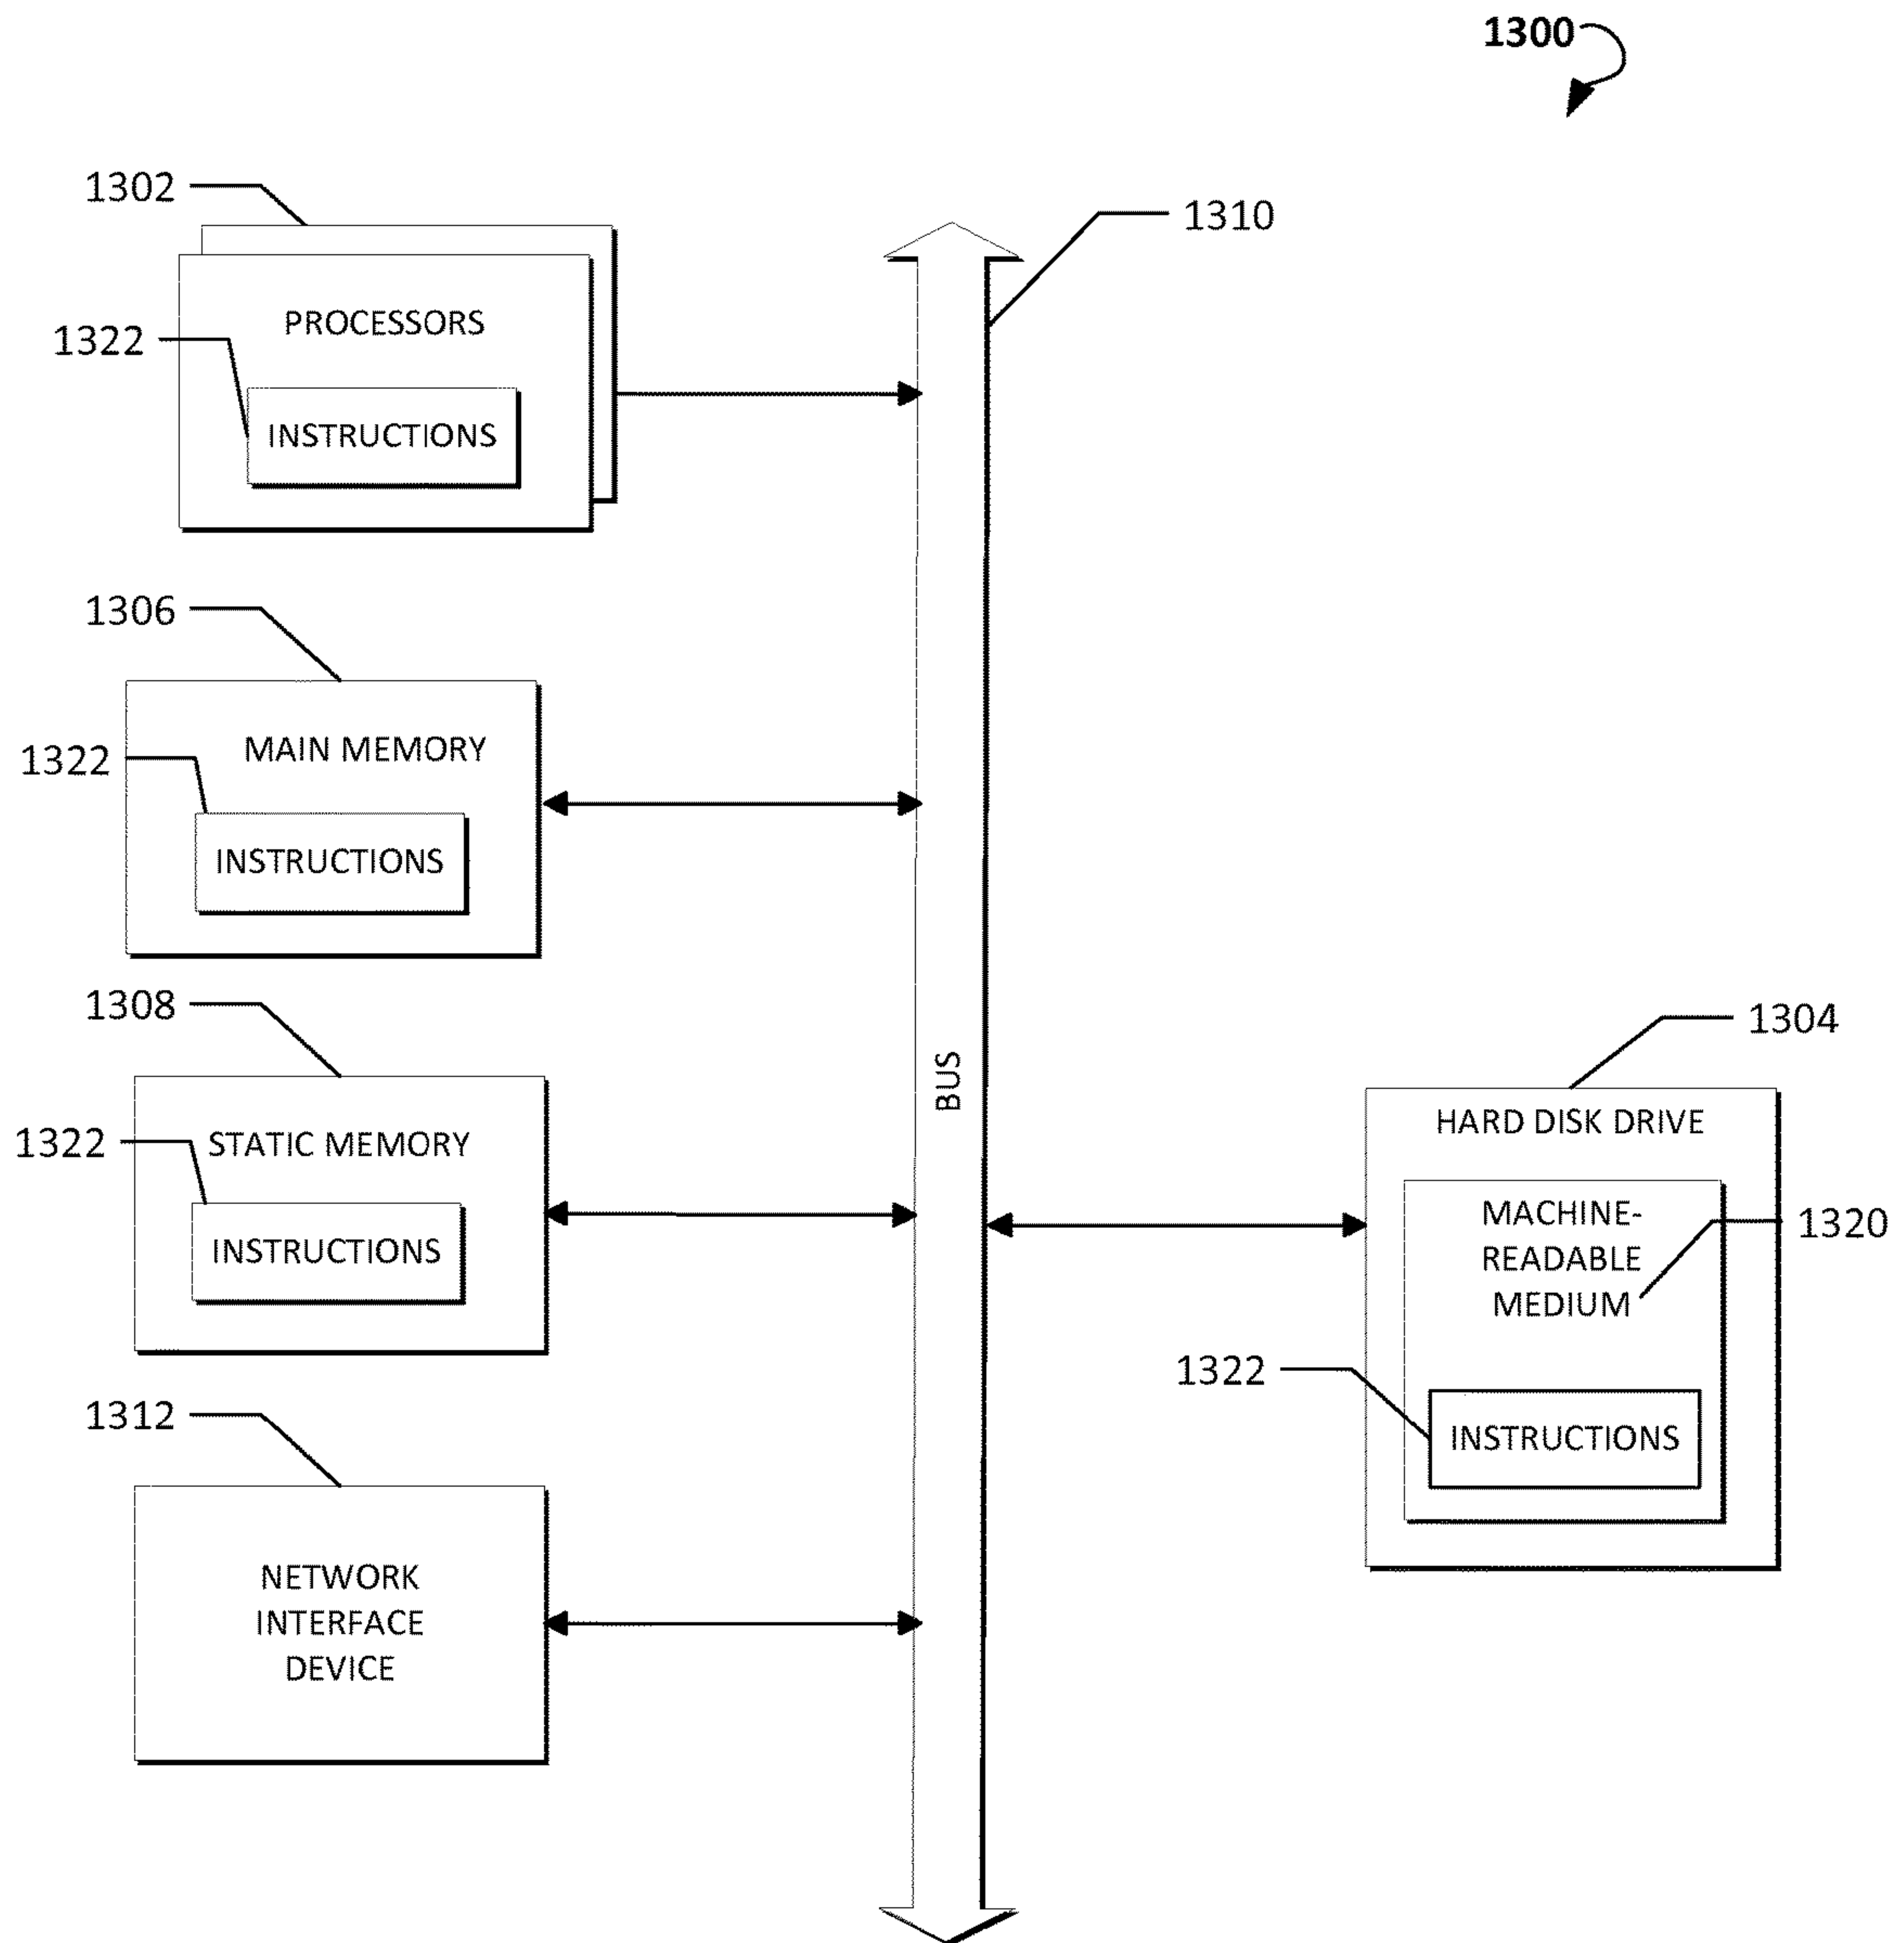 1300
1302
1310
PROCESSORS
1322
INSTRUCTIONS
1306
MAIN MEMORY
1322
INSTRUCTIONS
1308
STATIC MEMORY
1322
INSTRUCTIONS
1312
NETWORK
INTERFACE
DEVICE
BUS
1304
HARD DISK DRIVE
MACHINE-
READABLE
MEDIUM
1320
1322
INSTRUCTIONS